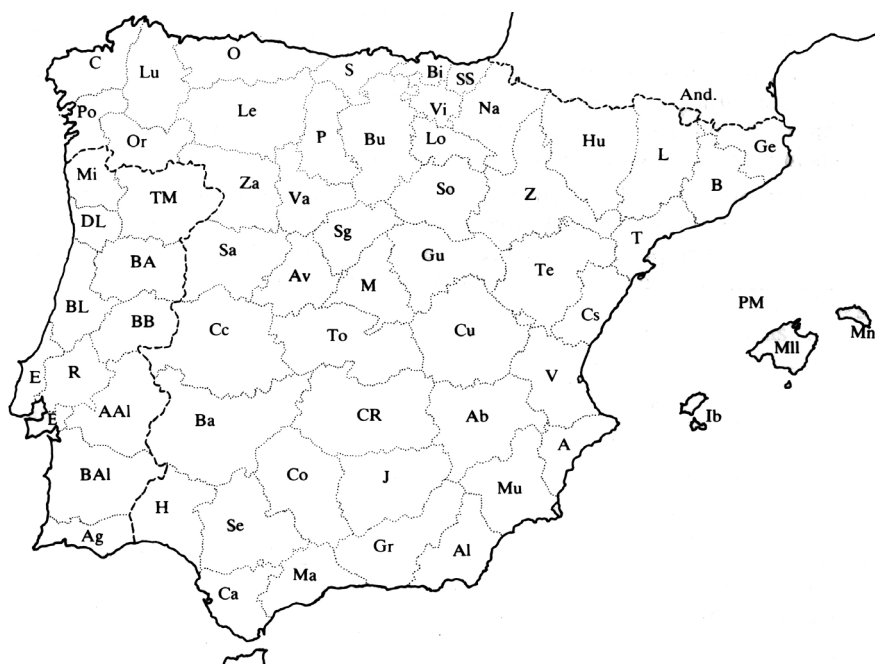 C
Lu
O
S
Bi
SS
Po
Or
Le
P
Bu
Vi
Lo
Na
And.
Hu
L
Ge
B
Mi
TM
Za
Va
So
Z
DL
BA
Sa
Sg
Av
M
Gu
Te
T
Cs
BL
BB
Cc
To
Cu
PM
Mll
Mn
E
R
V
Ib
E
AAl
Ba
CR
Ab
A
BAl
H
Co
J
Mu
Ag
Se
Gr
Al
Ca
Ma